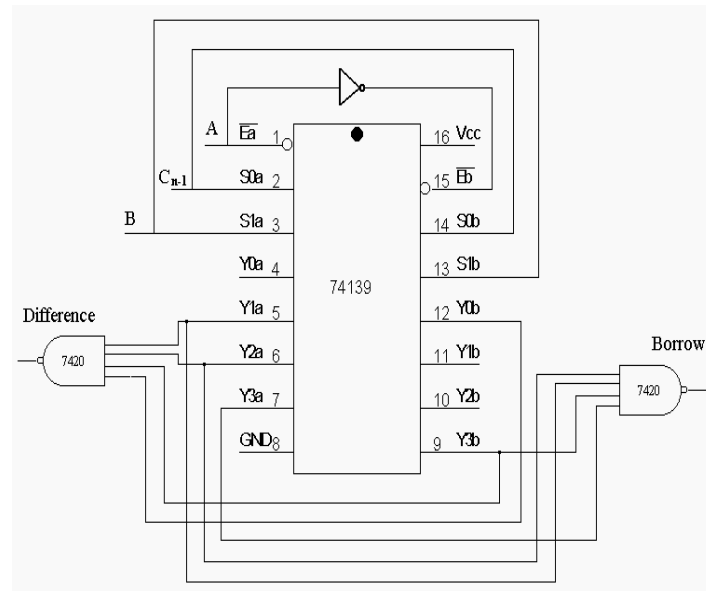 A
Ea 1
16 Vcc
Cn-1
S0a 2
15 Eb
B
S1a 3
14 S0b
Y0a 4
13 S1b
74139
Difference
Y1a 5
12 Y0b
7420
Y2a 6
11 Y1b
Borrow
7420
Y3a 7
10 Y2b
GND 8
9 Y3b